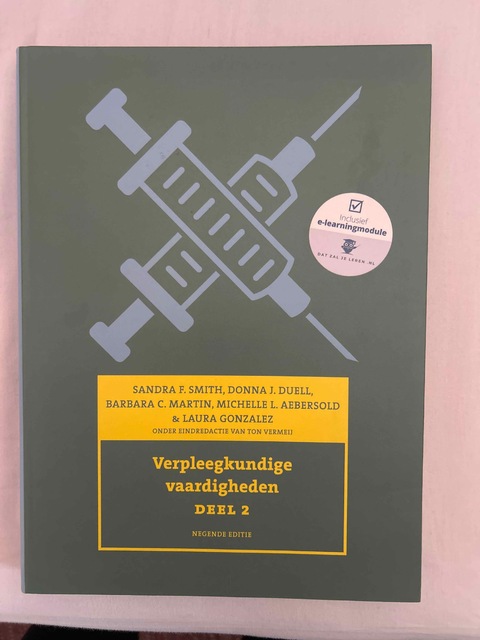 Inclusief
e-learningmodule
DAT ZAL JE LEREN .NL
SANDRA F. SMITH, DONNA J. DUELL,
BARBARA C. MARTIN, MICHELLE L. AEBERSOLD
& LAURA GONZALEZ
ONDER EINDREDACTIE VAN TON VERMEIJ
Verpleegkundige
vaardigheden
DEEL 2
NEGENDE EDITIE